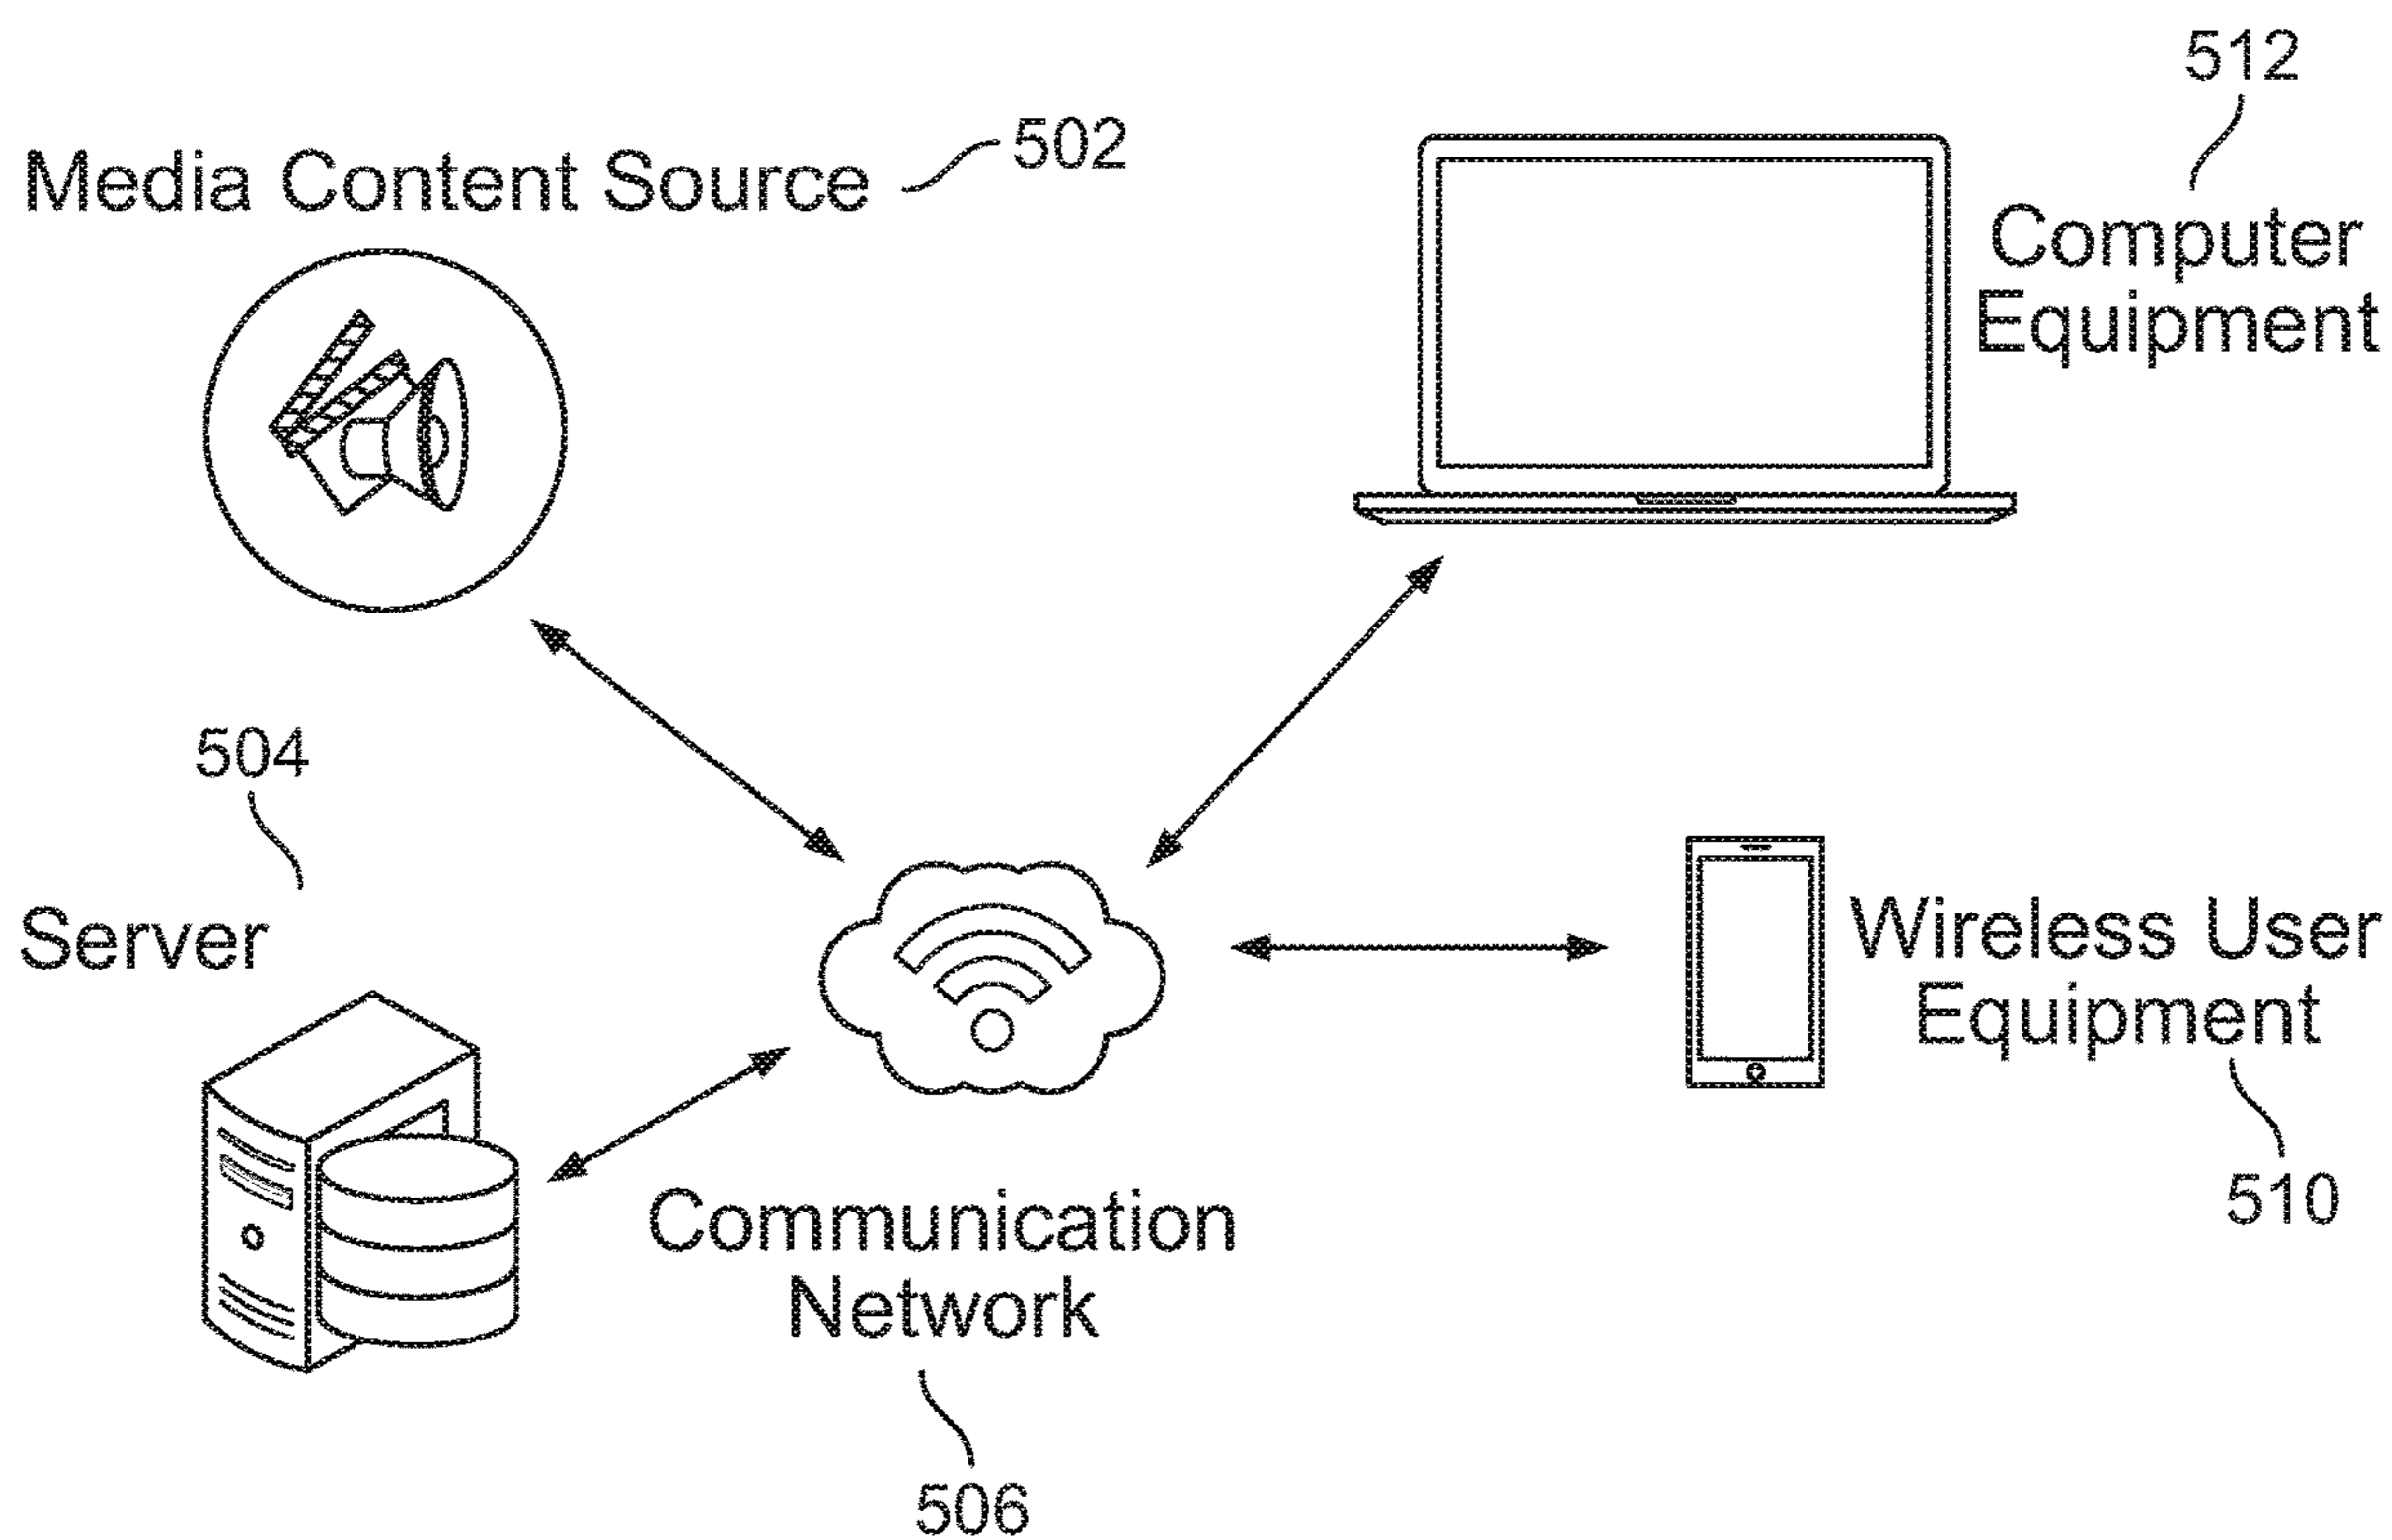 512
502
Media Content Source
Computer
Equipment
504
Server
Wireless User
Equipment
510
Communication
Network
506